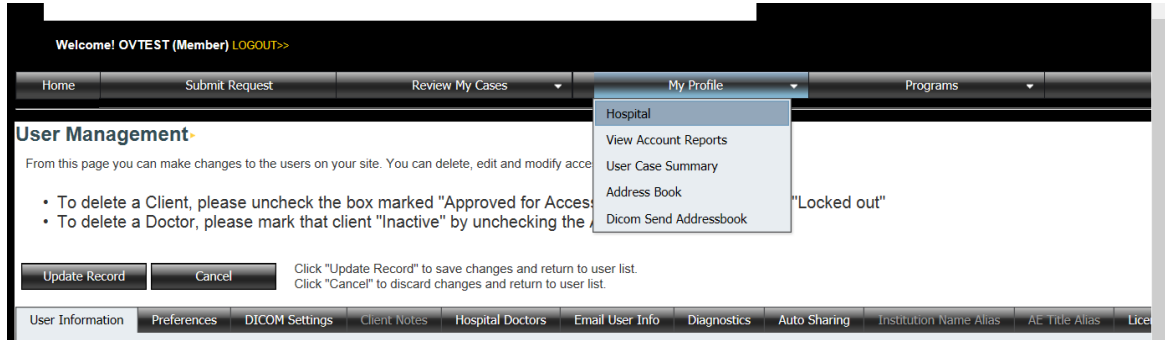 Welcome! OVTEST (Member) LOGOUT>>
Home Submit Request Review My Cases My Profile Programs
Hospital
View Account Reports
User Case Summary
Address Book
Dicom Send Addressbook
User Management
From this page you can make changes to the users on your site. You can delete, edit and modify
• To delete a Client, please uncheck the box marked "Approved for "Locked out"
• To delete a Doctor, please mark that client "Inactive" by unchecking the
Update Record Cancel
Click "Update Record" to save changes and return to user list.
Click "Cancel" to discard changes and return to user list.
User Information Preferences DICOM Settings Client Notes Hospital Doctors Email User Info Diagnostics Auto Sharing Institution Name Alias AE Title Alias